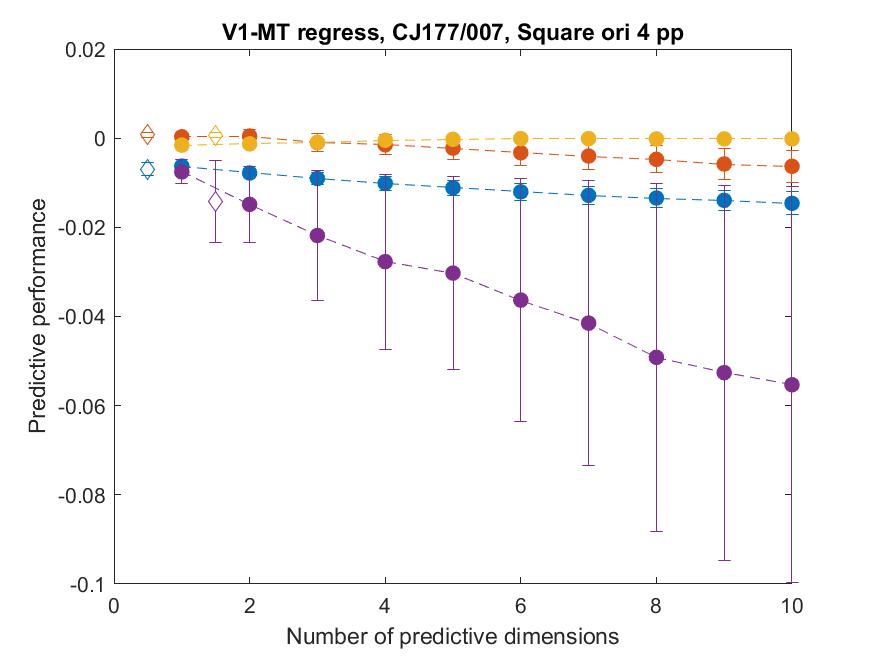 V1-MT regress, CJ177/007, Square ori 4 pp
0.02
0
-0.02
-0.04
-0.06
-0.08
-0.1
Predictive performance
0 2 4 6 8 10
Number of predictive dimensions